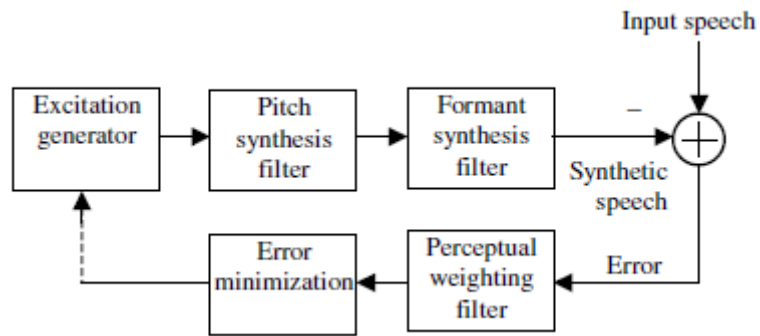 Input speech
Excitation
generator
Pitch
synthesis
filter
Formant
synthesis
filter
–
Synthetic
speech
Error
minimization
Perceptual
weighting
filter
Error